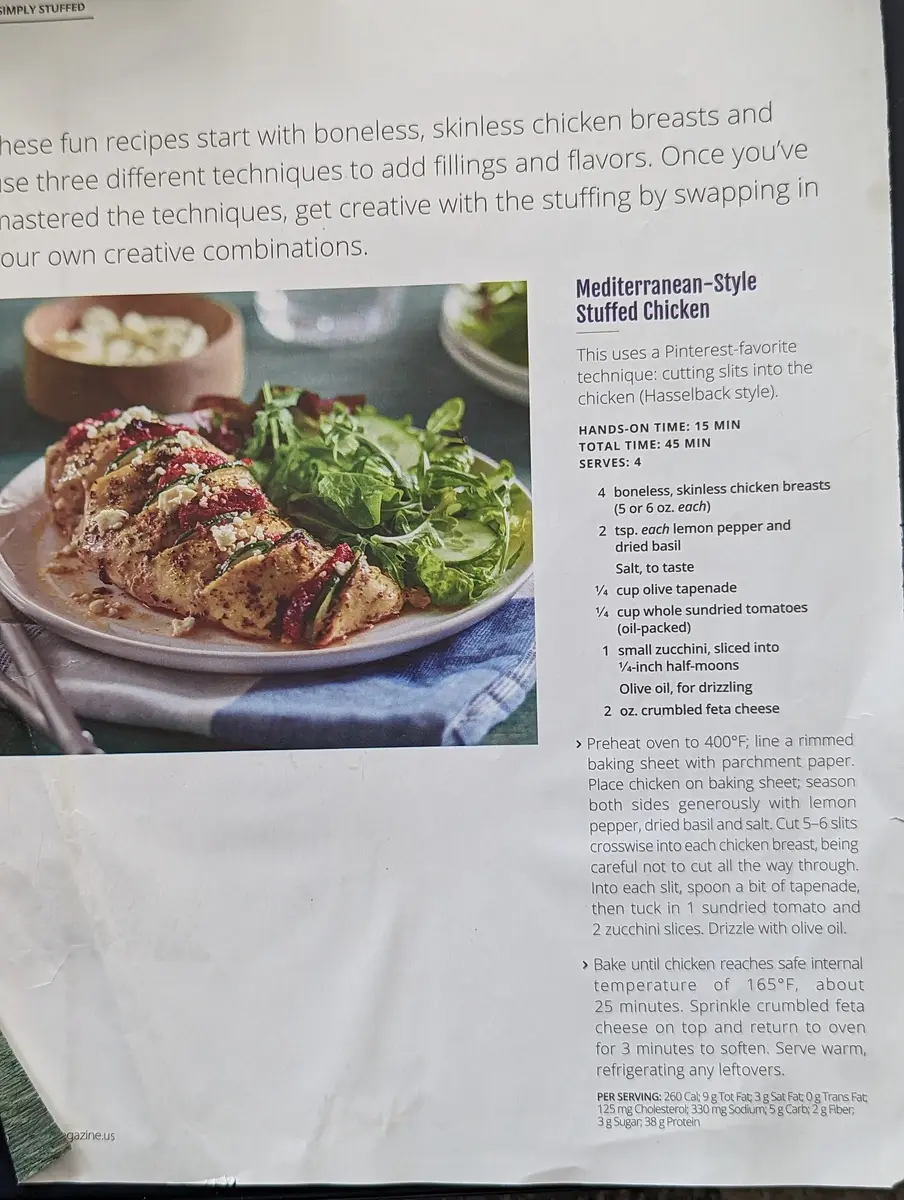 SIMPLY STUFFED
hese fun recipes start with boneless, skinless chicken breasts and
se three different techniques to add fillings and flavors. Once you've
nastered the techniques, get creative with the stuffing by swapping in
our own creative combinations.
Mediterranean-Style
Stuffed Chicken
This uses a Pinterest-favorite
technique: cutting slits into the
chicken (Hasselback style).
HANDS-ON TIME: 15 MIN
TOTAL TIME: 45 MIN
SERVES: 4
4 boneless, skinless chicken breasts
(5 or 6 oz. each)
2 tsp. each lemon pepper and
dried basil
Salt, to taste
¼ cup olive tapenade
¼ cup whole sundried tomatoes
(oil-packed)
1 small zucchini, sliced into
¼-inch half-moons
Olive oil, for drizzling
2 oz. crumbled feta cheese
› Preheat oven to 400°F; line a rimmed
baking sheet with parchment paper.
Place chicken on baking sheet; season
both sides generously with lemon
pepper, dried basil and salt. Cut 5–6 slits
crosswise into each chicken breast, being
careful not to cut all the way through.
Into each slit, spoon a bit of tapenade,
then tuck in 1 sundried tomato and
2 zucchini slices. Drizzle with olive oil.
› Bake until chicken reaches safe internal
temperature of 165°F, about
25 minutes. Sprinkle crumbled feta
cheese on top and return to oven
for 3 minutes to soften. Serve warm,
refrigerating any leftovers.
PER SERVING: 260 Cal; 9 g Tot Fat; 3 g Sat Fat; 0 g Trans Fat;
125 mg Cholesterol; 330 mg Sodium; 5 g Carb; 2 g Fiber;
3 g Sugar; 38 g Protein
gazine.us